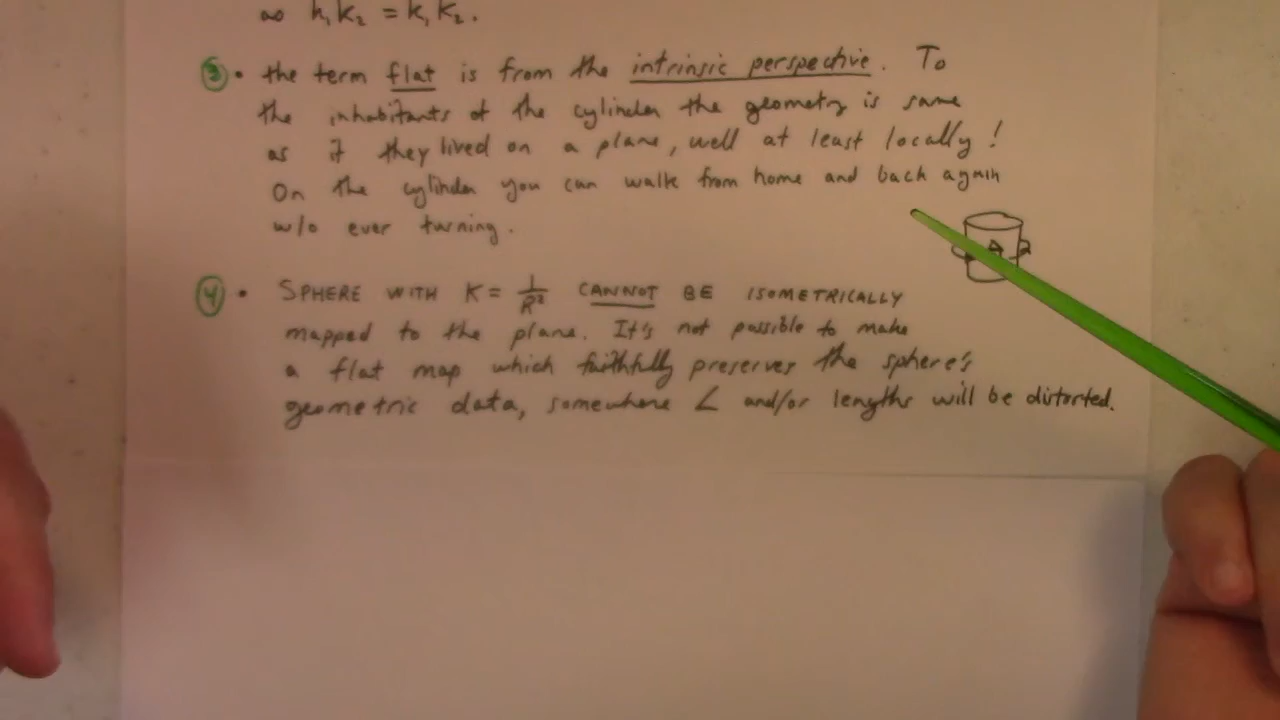 so k₁k₂ = k₁k₂.
③ • the term flat is from the intrinsic perspective. To
the inhabitants of the cylinder the geometry is same
as if they lived on a plane, well at least locally!
On the cylinder you can walk from home and back again
w/o ever turning.
④ • SPHERE WITH K = 1/R² CANNOT BE ISOMETRICALLY
mapped to the plane. It's not possible to make
a flat map which faithfully preserves the sphere's
geometric data, somewhere ∠ and/or lengths will be distorted.